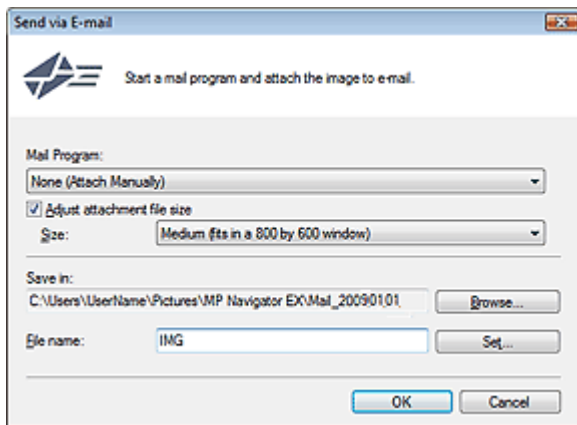 Send via E-mail
Start a mail program and attach the image to e-mail.
Mail Program:
None (Attach Manually)
Adjust attachment file size
Size: Medium (fits in a 800 by 600 window)
Save in:
C:\Users\UserName\Pictures\MP Navigator EX\Mail_20090101 Browse...
File name: IMG Set...
OK Cancel